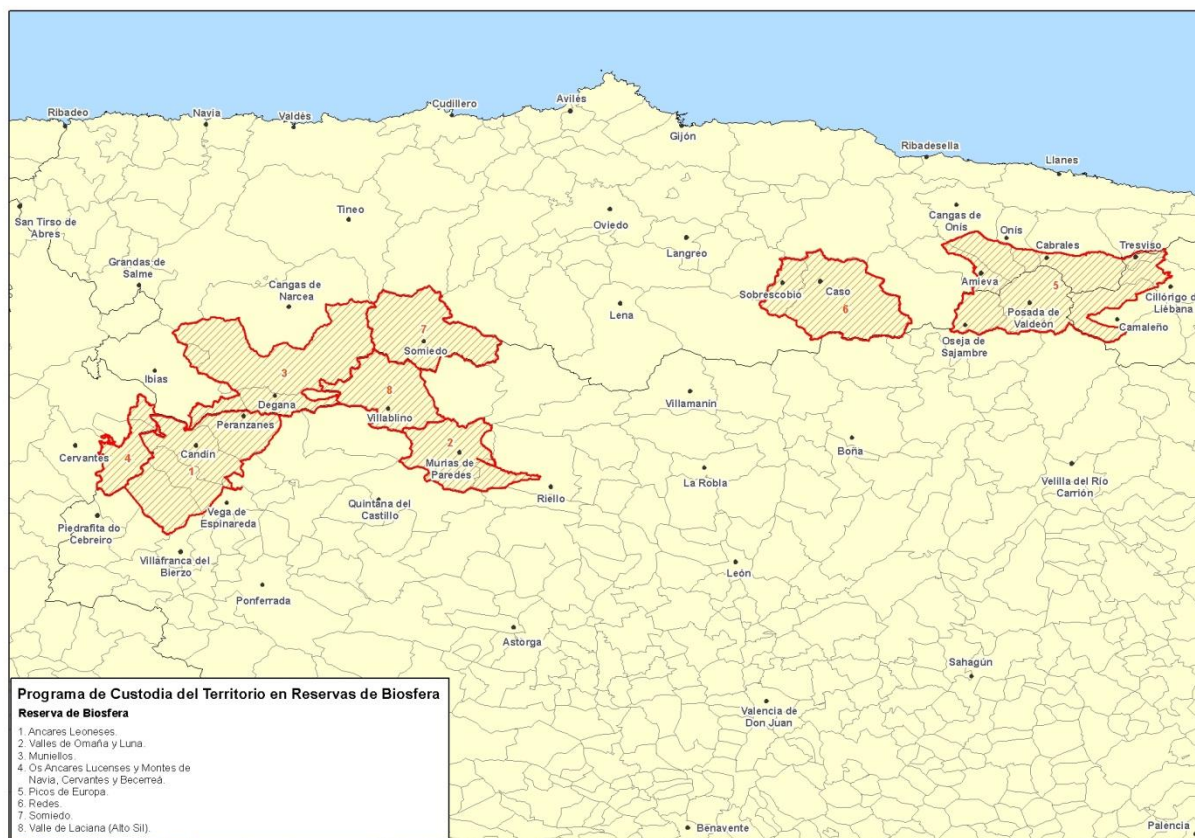 Ribadeo
Navia
Valdés
Cudillero
Avilés
Gijón
Ribadesella
Llanes
San Tirso de
Abres
Tineo
Oviedo
Langreo
Cangas de
Onís
Onís
Cabrales
Tresviso
Grandas de
Salme
Cangas de
Narcea
Lena
Sobrescobio
Caso
6
Amieva
5
Posada de
Valdeón
Cillórigo de
Liébana
Camaleño
Oseja de
Sajambre
7
Somiedo
3
Ibias
Degana
8
Villablino
Villamanín
Peranzanes
Cervantes
4
Candín
1
2
Murias de
Paredes
Riello
La Robla
Boña
Velilla del Río
Carrión
Piedrafita do
Cebreiro
Vega de
Espinareda
Quintana del
Castillo
Villafranca del
Bierzo
Ponferrada
León
Astorga
Sahagún
Valencia de
Don Juan
Benavente
Palencia
Programa de Custodia del Territorio en Reservas de Biosfera
Reserva de Biosfera
1. Ancares Leoneses.
2. Valles de Omaña y Luna.
3. Muniellos.
4. Os Ancares Lucenses y Montes de
Navia, Cervantes y Becerreá.
5. Picos de Europa.
6. Redes.
7. Somiedo.
8. Valle de Laciana (Alto Sil).